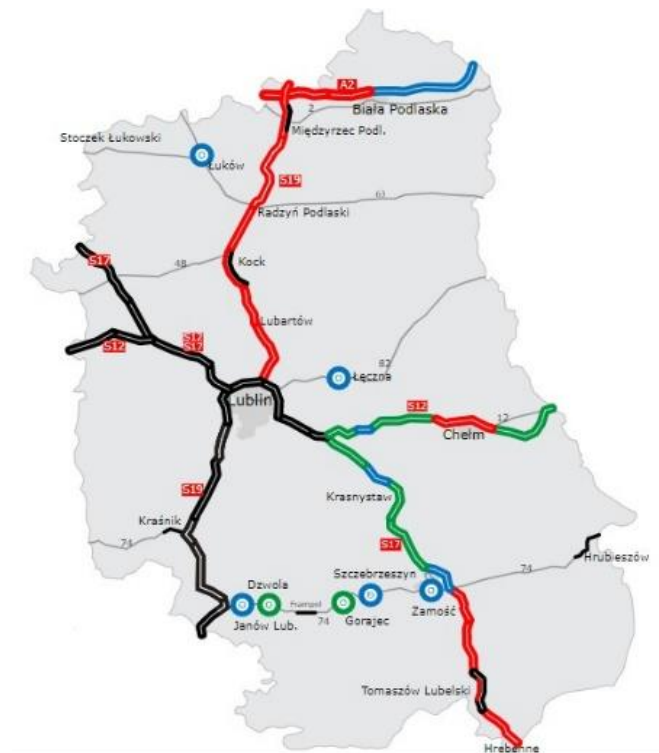 A2
2
Biała Podlaska
Międzyrzec Podl.
Stoczek Łukowski
Łuków
S19
63
Radzyń Podlaski
S17
48
Kock
Lubartów
S12
S12
S17
82
Łęczna
Lublin
S12
12
Chełm
S19
Krasnystaw
Kraśnik
74
S17
Hrubieszów
Dzwola
Szczebrzeszyn
74
Frampol
Janów Lub.
74
Gorajec
Zamość
Tomaszów Lubelski
Hrebenne